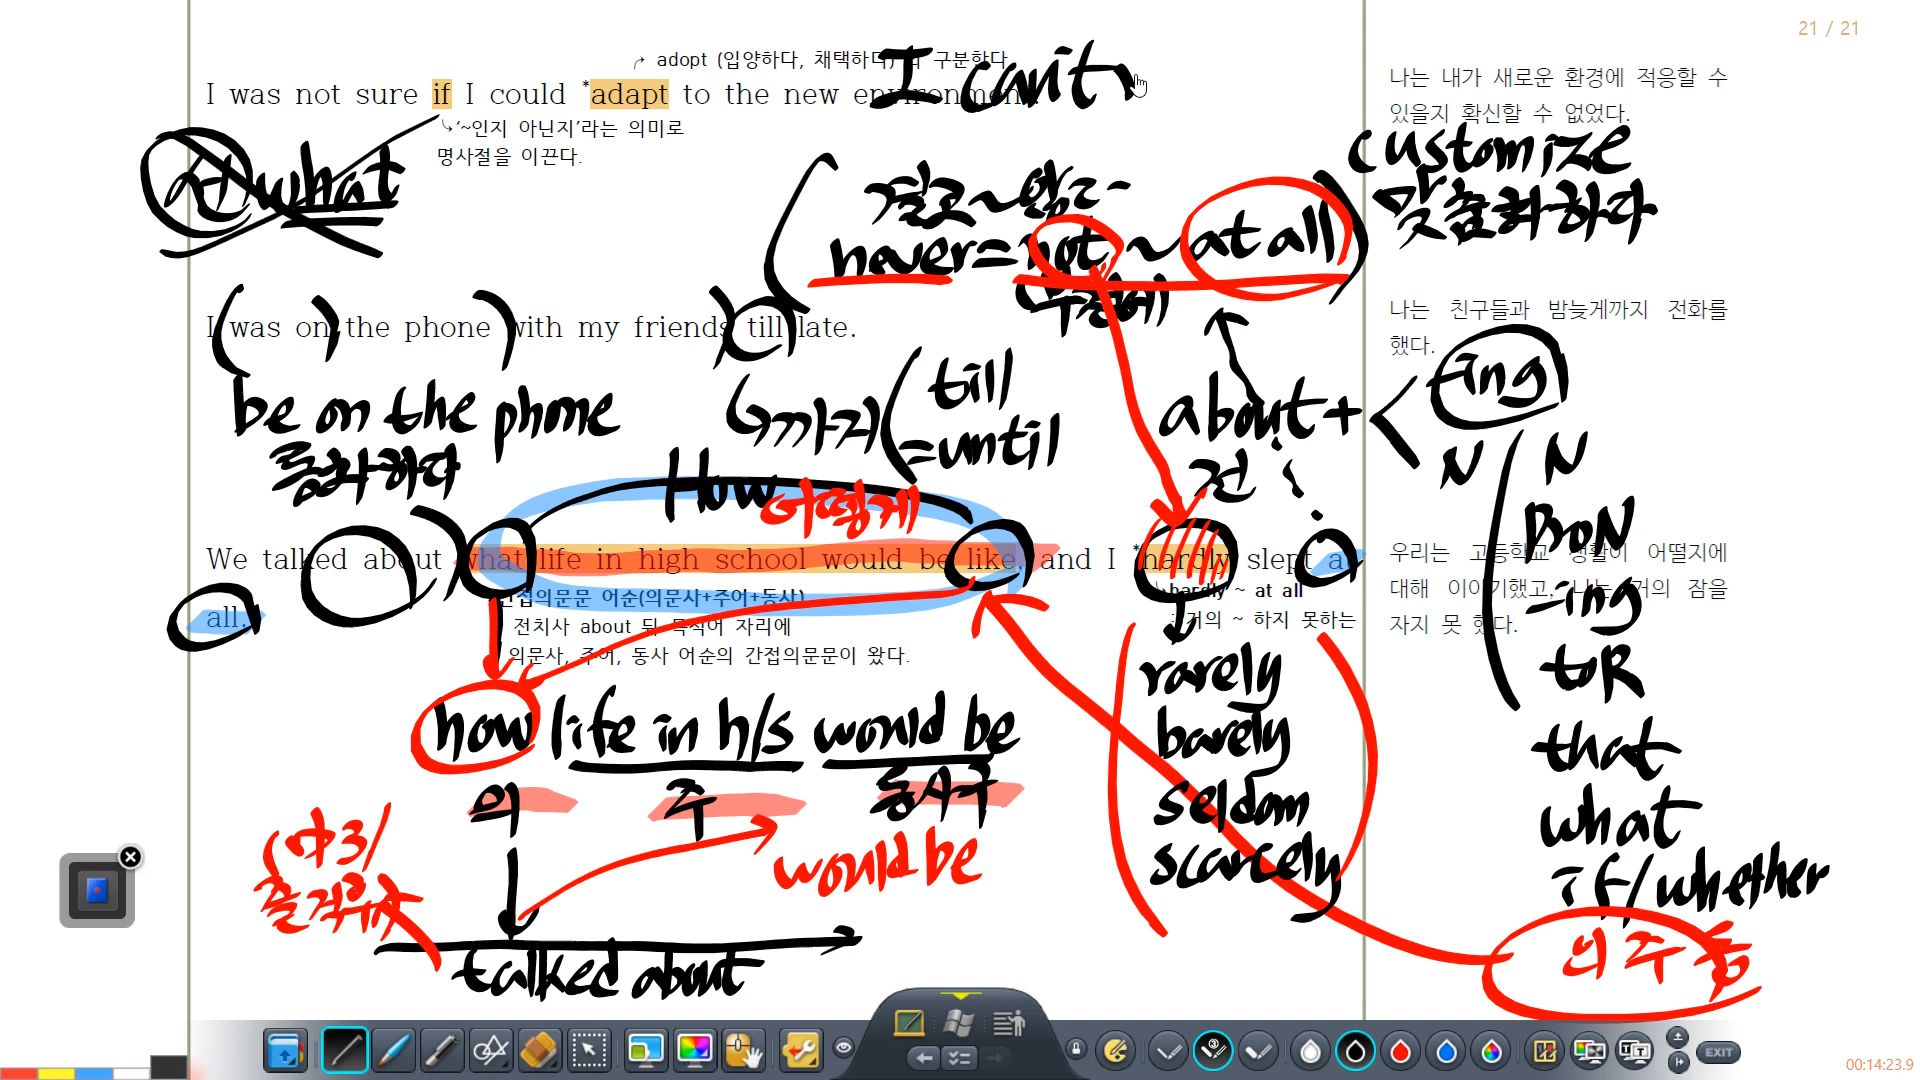 21 / 21
adopt (입양하다, 채택하다) 구분한다
I can't
I was not sure if I could *adapt to the new environment.
나는 내가 새로운 환경에 적응할 수
있을지 확신할 수 없었다.
'~인지 아닌지'라는 의미로
명사절을 이끈다.
what
customize
맞춤화하다
결코~않는
never = not ~ at all
I was on the phone with my friends till late.
나는 친구들과 밤늦게까지 전화를
했다.
be on the phone
통화하다
까지 till
=until
about +
ing
N
전
N
How 어떻게
We talked about what life in high school would be like, and I *hardly slept at
all.
우리는 고등학교 생활이 어떨지에
대해 이야기했고, 나는 거의 잠을
자지 못 했다.
간접의문문 어순(의문사+주어+동사)
전치사 about 뒤 목적어 자리에
의문사, 주어, 동사 어순의 간접의문문이 왔다.
hardly ~ at all
거의 ~ 하지 못하는
how life in h/s would be
의 주 동사구
would be
talked about
(中3/
rarely
barely
seldom
scarcely
-ing
toR
that
what
if/whether
의 주 동
EXIT
00:14:23.9